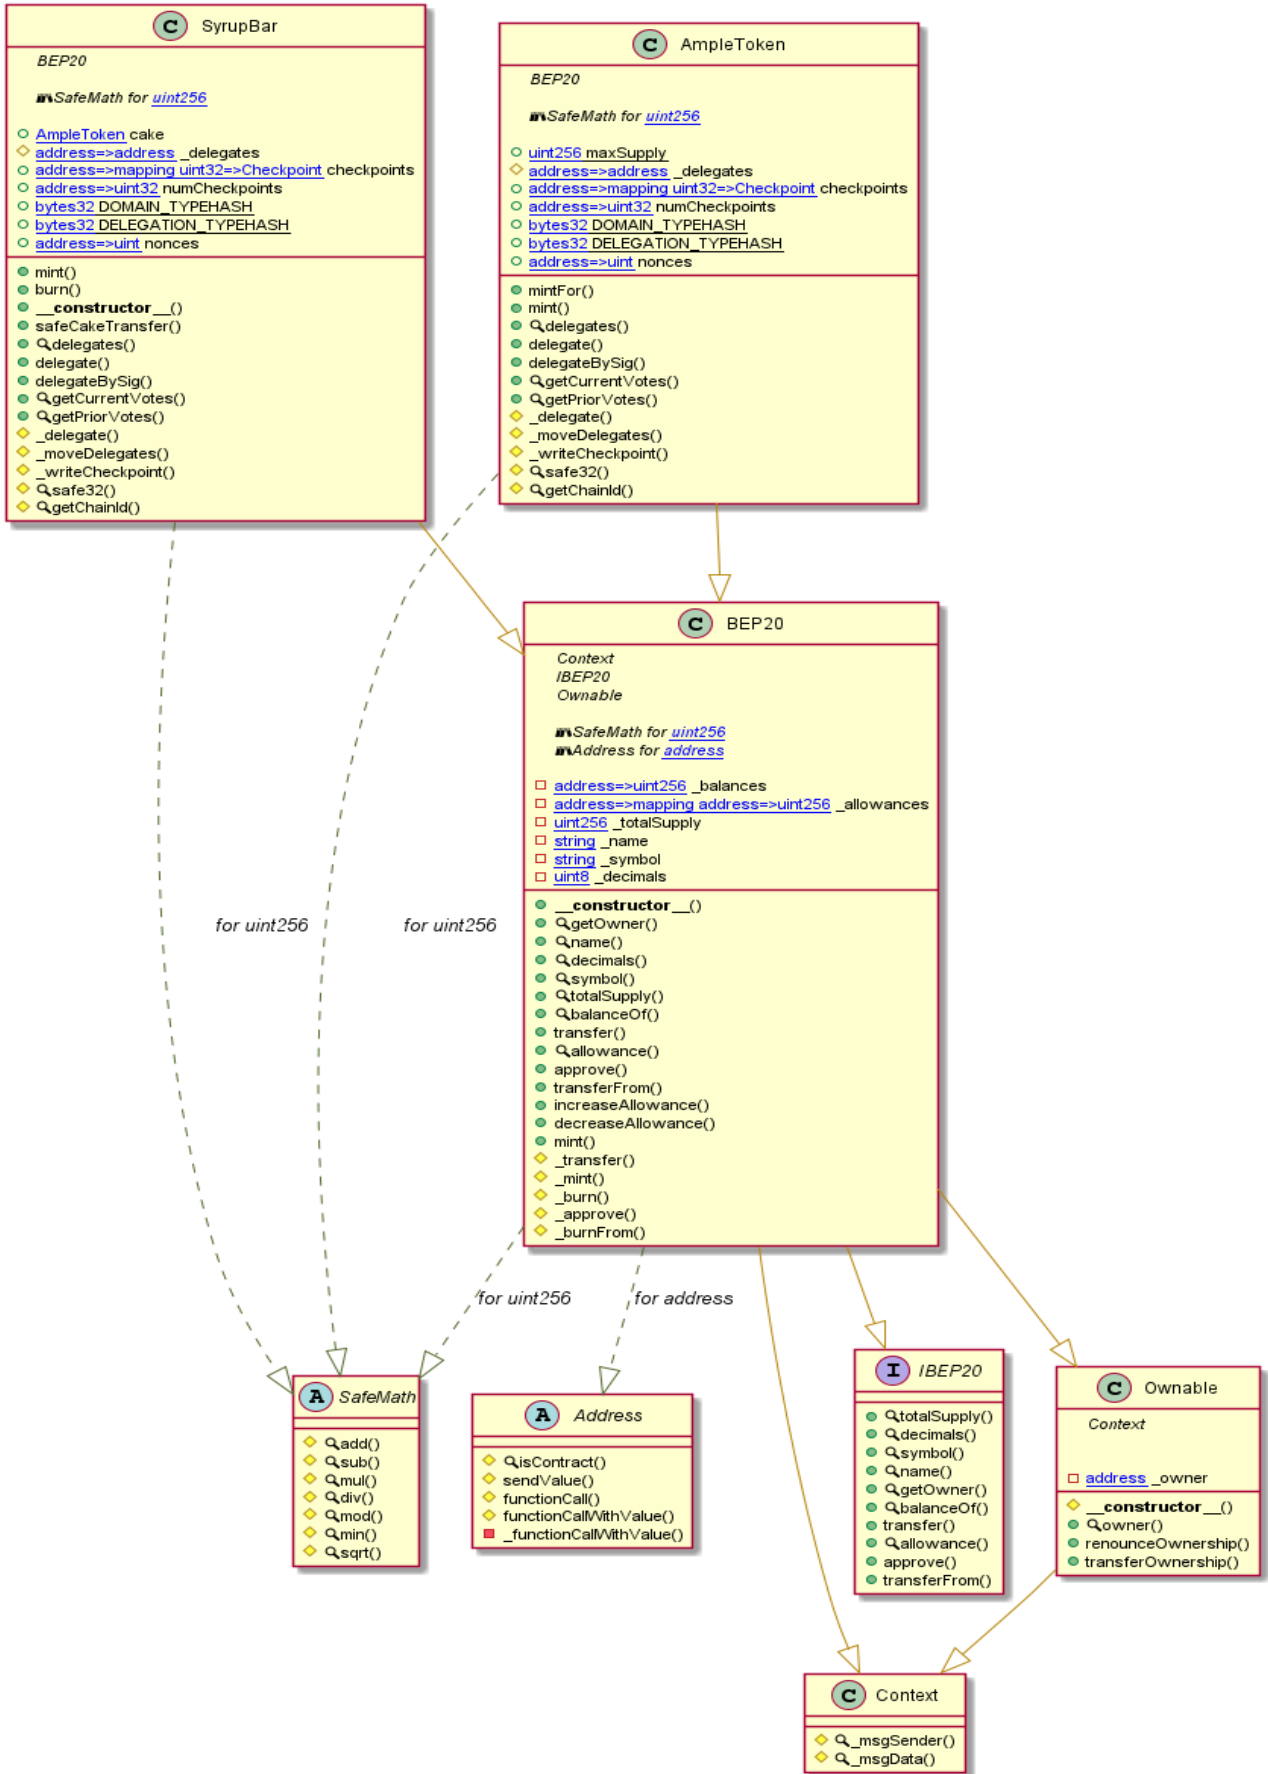 C SyrupBar
BEP20
SafeMath for uint256
AmpleToken cake
address=>address _delegates
address=>mapping uint32=>Checkpoint checkpoints
address=>uint32 numCheckpoints
bytes32 DOMAIN_TYPEHASH
bytes32 DELEGATION_TYPEHASH
address=>uint nonces
mint()
burn()
__constructor__()
safeCakeTransfer()
delegates()
delegate()
delegateBySig()
getCurrentVotes()
getPriorVotes()
_delegate()
_moveDelegates()
_writeCheckpoint()
safe32()
getChainId()
C AmpleToken
BEP20
SafeMath for uint256
uint256 maxSupply
address=>address _delegates
address=>mapping uint32=>Checkpoint checkpoints
address=>uint32 numCheckpoints
bytes32 DOMAIN_TYPEHASH
bytes32 DELEGATION_TYPEHASH
address=>uint nonces
mintFor()
mint()
delegates()
delegate()
delegateBySig()
getCurrentVotes()
getPriorVotes()
_delegate()
_moveDelegates()
_writeCheckpoint()
safe32()
getChainId()
C BEP20
Context
IBEP20
Ownable
SafeMath for uint256
Address for address
address=>uint256 _balances
address=>mapping address=>uint256 _allowances
uint256 _totalSupply
string _name
string _symbol
uint8 _decimals
__constructor__()
getOwner()
name()
decimals()
symbol()
totalSupply()
balanceOf()
transfer()
allowance()
approve()
transferFrom()
increaseAllowance()
decreaseAllowance()
mint()
_transfer()
_mint()
_burn()
_approve()
_burnFrom()
for uint256
for uint256
for uint256
for address
A SafeMath
add()
sub()
mul()
div()
mod()
min()
sqrt()
A Address
isContract()
sendValue()
functionCall()
functionCallWithValue()
_functionCallWithValue()
I IBEP20
totalSupply()
decimals()
symbol()
name()
getOwner()
balanceOf()
transfer()
allowance()
approve()
transferFrom()
C Ownable
Context
address _owner
__constructor__()
owner()
renounceOwnership()
transferOwnership()
C Context
_msgSender()
_msgData()